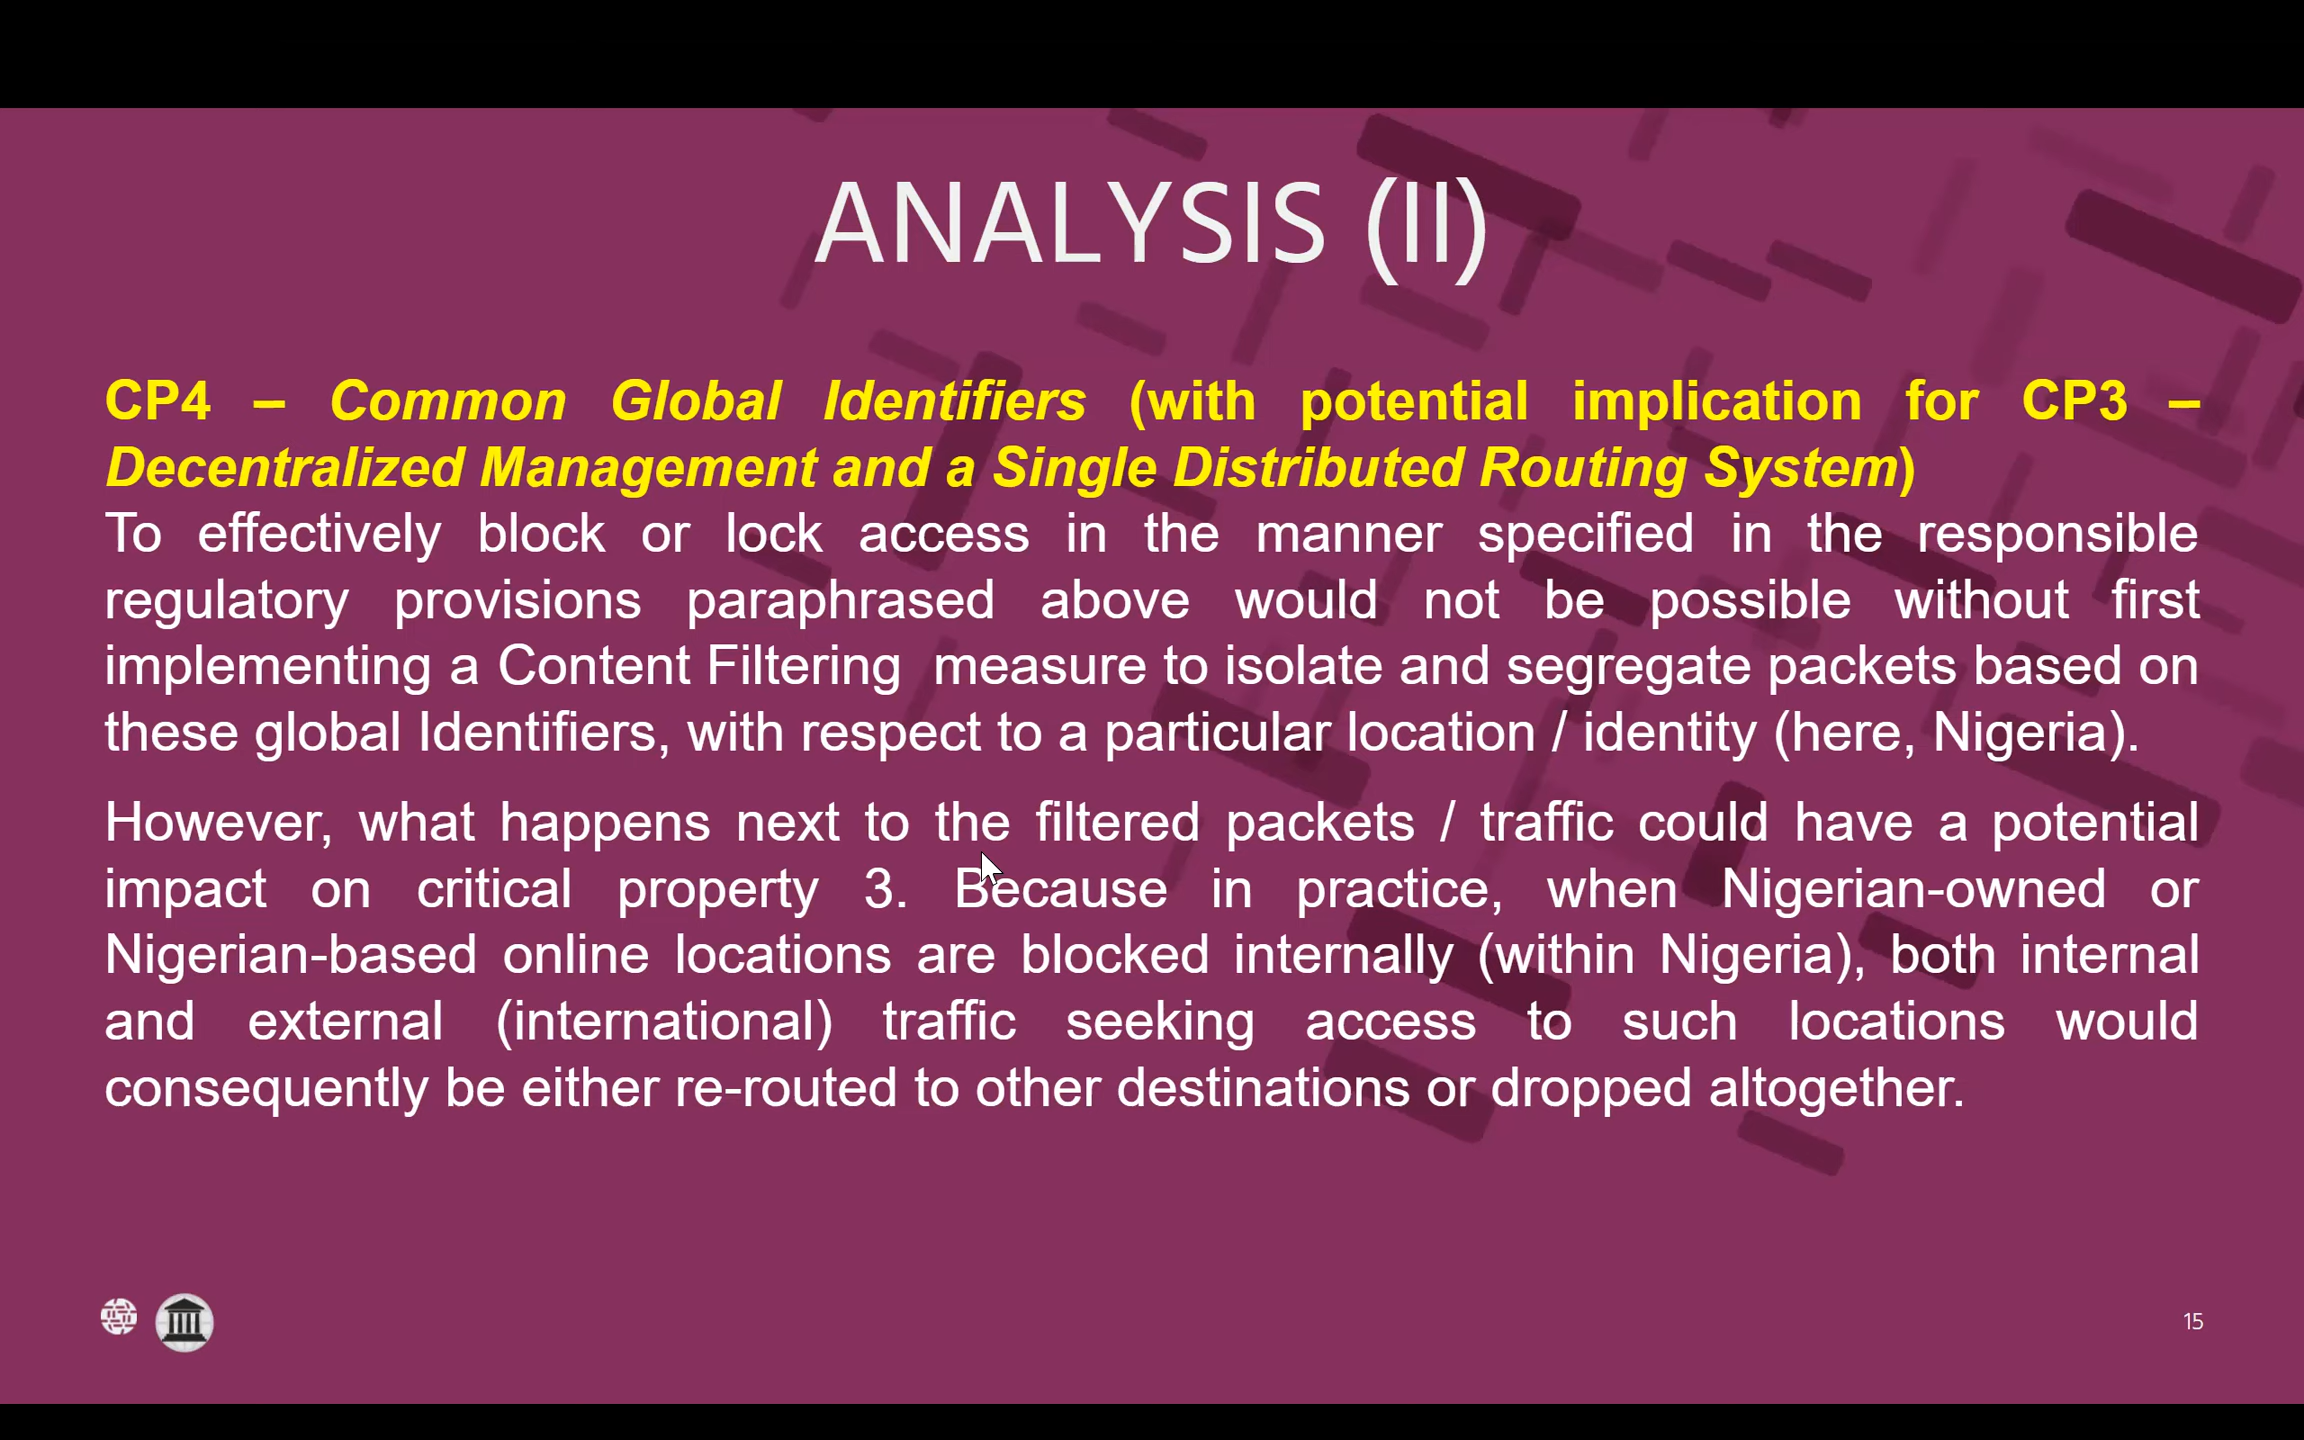 ANALYSIS (II)
CP4 – Common Global Identifiers (with potential implication for CP3 –
Decentralized Management and a Single Distributed Routing System)
To effectively block or lock access in the manner specified in the responsible
regulatory provisions paraphrased above would not be possible without first
implementing a Content Filtering measure to isolate and segregate packets based on
these global Identifiers, with respect to a particular location / identity (here, Nigeria).
However, what happens next to the filtered packets / traffic could have a potential
impact on critical property 3. Because in practice, when Nigerian-owned or
Nigerian-based online locations are blocked internally (within Nigeria), both internal
and external (international) traffic seeking access to such locations would
consequently be either re-routed to other destinations or dropped altogether.
15